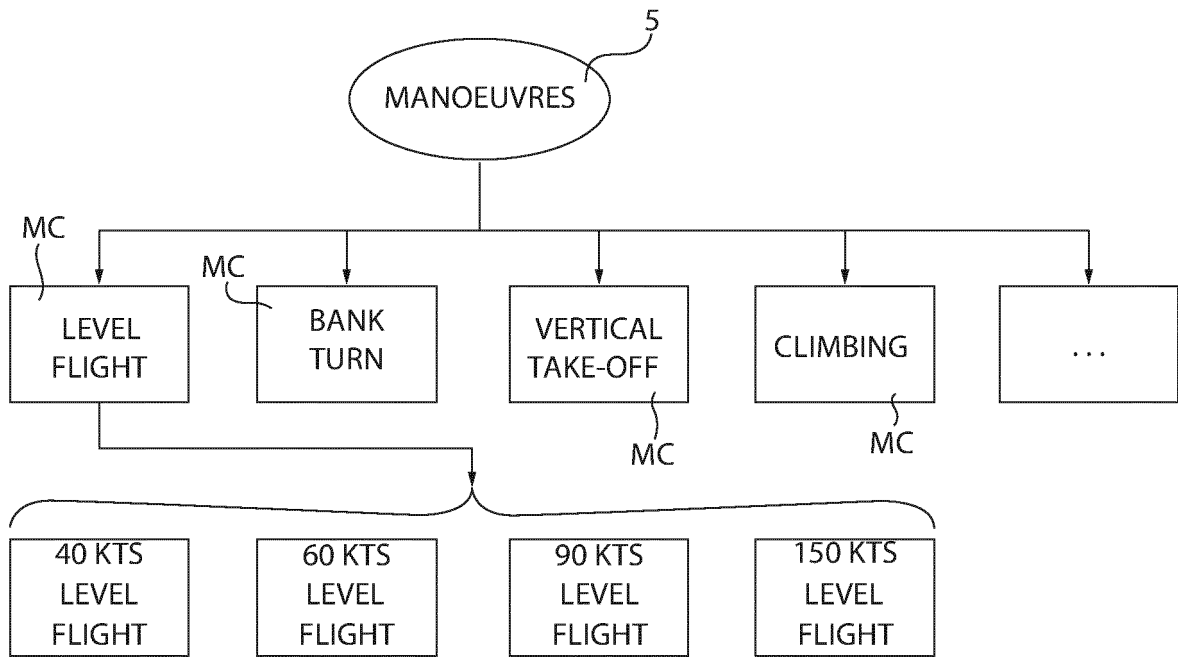 5
MANOEUVRES
MC
MC
LEVEL
FLIGHT
BANK
TURN
VERTICAL
TAKE-OFF
CLIMBING
...
MC
MC
40 KTS
LEVEL
FLIGHT
60 KTS
LEVEL
FLIGHT
90 KTS
LEVEL
FLIGHT
150 KTS
LEVEL
FLIGHT